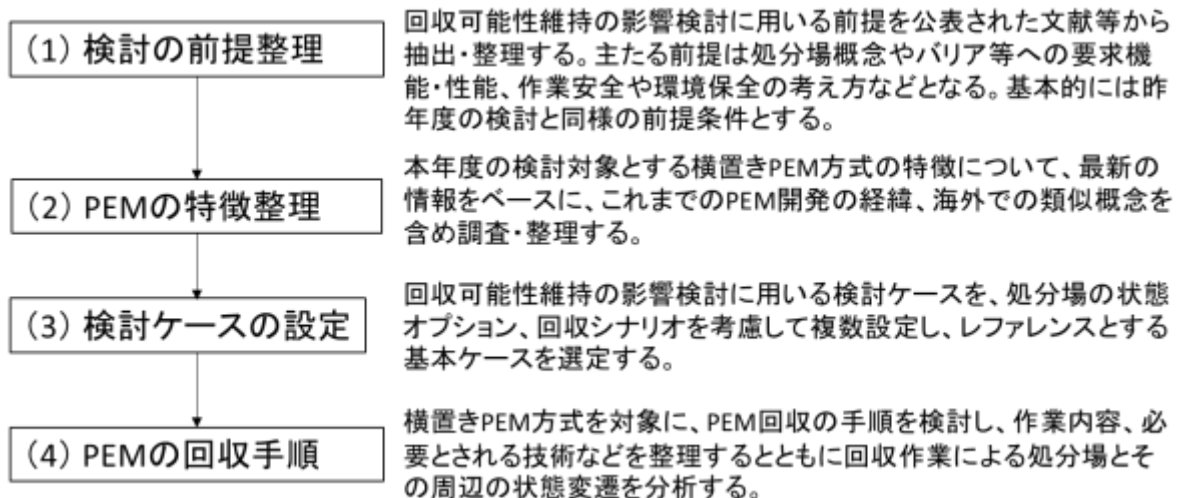 (1) 検討の前提整理
回収可能性維持の影響検討に用いる前提を公表された文献等から
抽出・整理する。主たる前提は処分場概念やバリア等への要求機
能・性能、作業安全や環境保全の考え方などとなる。基本的には昨
年度の検討と同様の前提条件とする。
(2) PEMの特徴整理
本年度の検討対象とする横置きPEM方式の特徴について、最新の
情報をベースに、これまでのPEM開発の経緯、海外での類似概念を
含め調査・整理する。
(3) 検討ケースの設定
回収可能性維持の影響検討に用いる検討ケースを、処分場の状態
オプション、回収シナリオを考慮して複数設定し、レファレンスとする
基本ケースを選定する。
(4) PEMの回収手順
横置きPEM方式を対象に、PEM回収の手順を検討し、作業内容、必
要とされる技術などを整理するとともに回収作業による処分場とそ
の周辺の状態変遷を分析する。